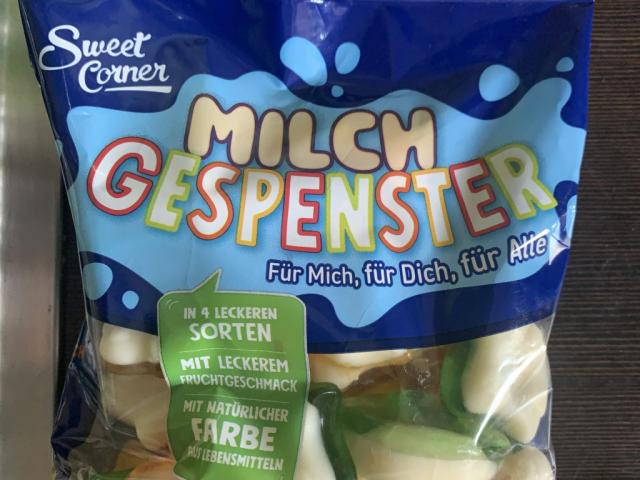 Sweet
Corner
MILCH
GESPENSTER
Für Mich, für Dich, für Alle
IN 4 LECKEREN
SORTEN
MIT LECKEREM
FRUCHTGESCHMACK
MIT NATÜRLICHER
FARBE
AUS LEBENSMITTELN